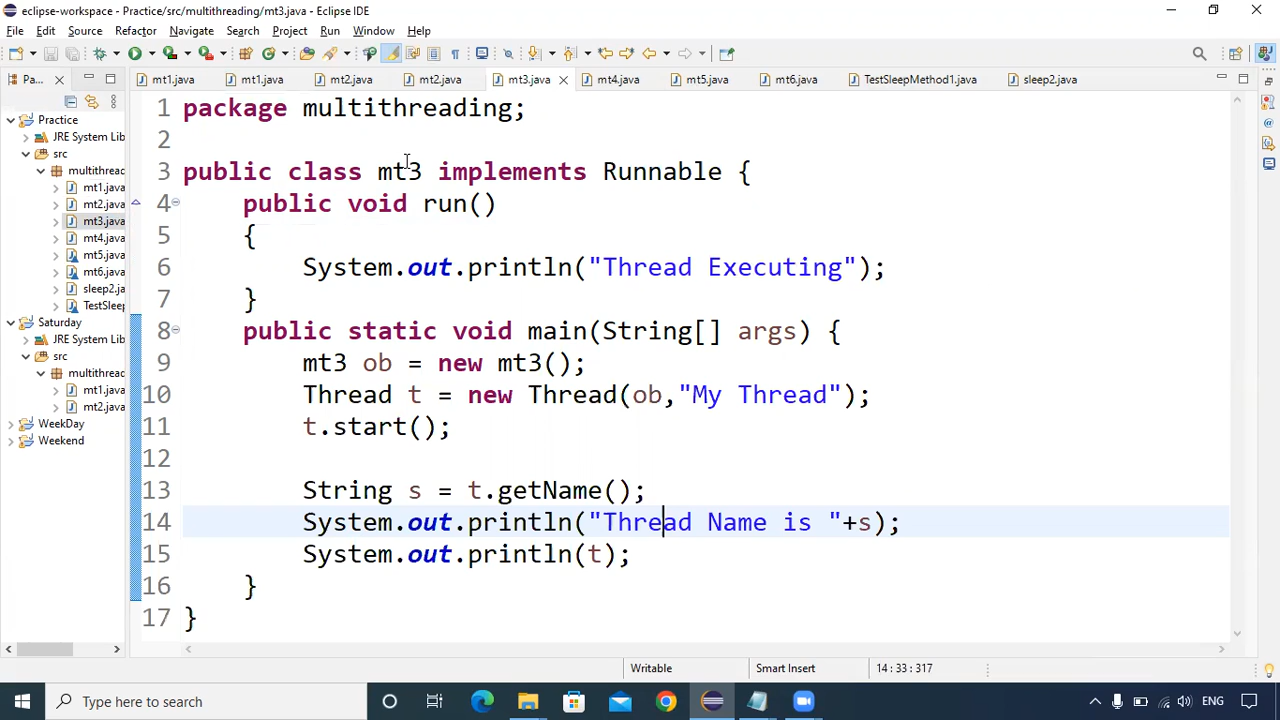 eclipse-workspace - Practice/src/multithreading/mt3.java - Eclipse IDE
File Edit Source Refactor Navigate Search Project Run Window Help
Pa... mt1.java mt1.java mt2.java mt2.java mt3.java mt4.java mt5.java mt6.java TestSleepMethod1.java sleep2.java
Practice
JRE System Lib
src
multithread
mt1.java
mt2.java
mt3.java
mt4.java
mt5.java
mt6.java
sleep2.ja
TestSleep
Saturday
JRE System Lib
src
multithread
mt1.java
mt2.java
WeekDay
Weekend
1 package multithreading;
2
3 public class mt3 implements Runnable {
4 public void run()
5 {
6 System.out.println("Thread Executing");
7 }
8 public static void main(String[] args) {
9 mt3 ob = new mt3();
10 Thread t = new Thread(ob,"My Thread");
11 t.start();
12
13 String s = t.getName();
14 System.out.println("Thread Name is "+s);
15 System.out.println(t);
16 }
17 }
Writable Smart Insert 14 : 33 : 317
Type here to search ENG